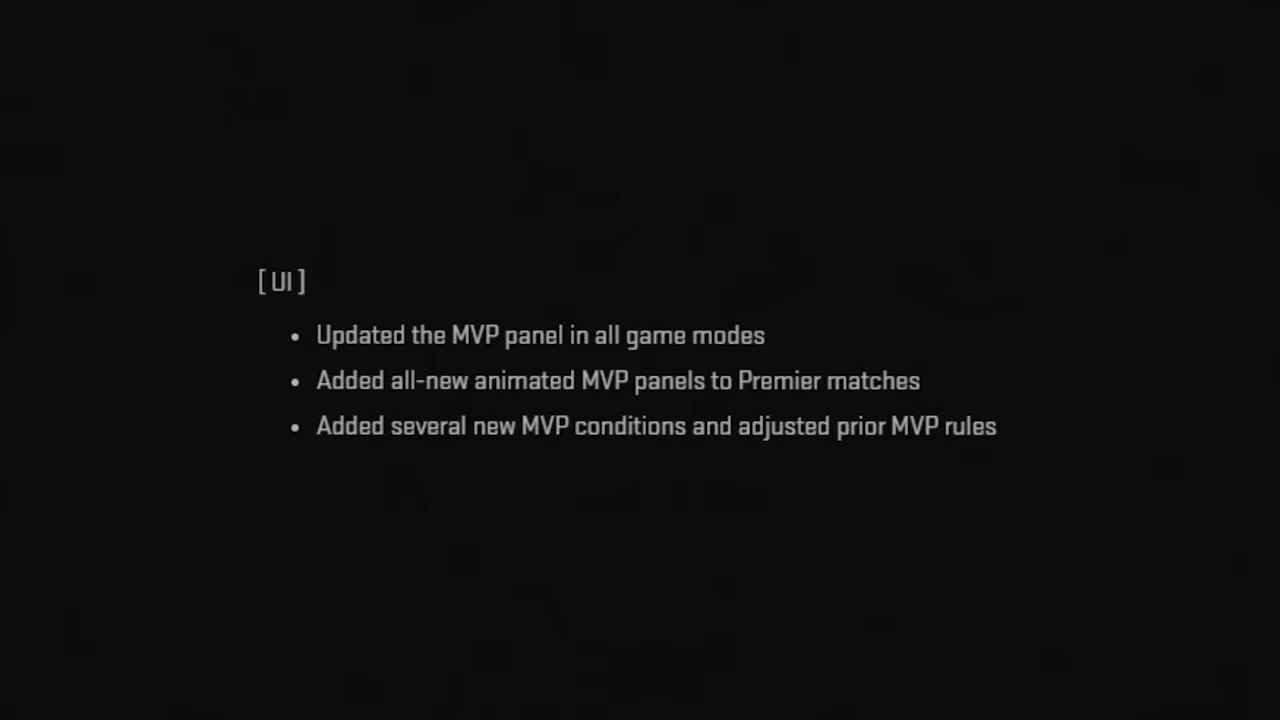 [ UI ]
• Updated the MVP panel in all game modes
• Added all-new animated MVP panels to Premier matches
• Added several new MVP conditions and adjusted prior MVP rules